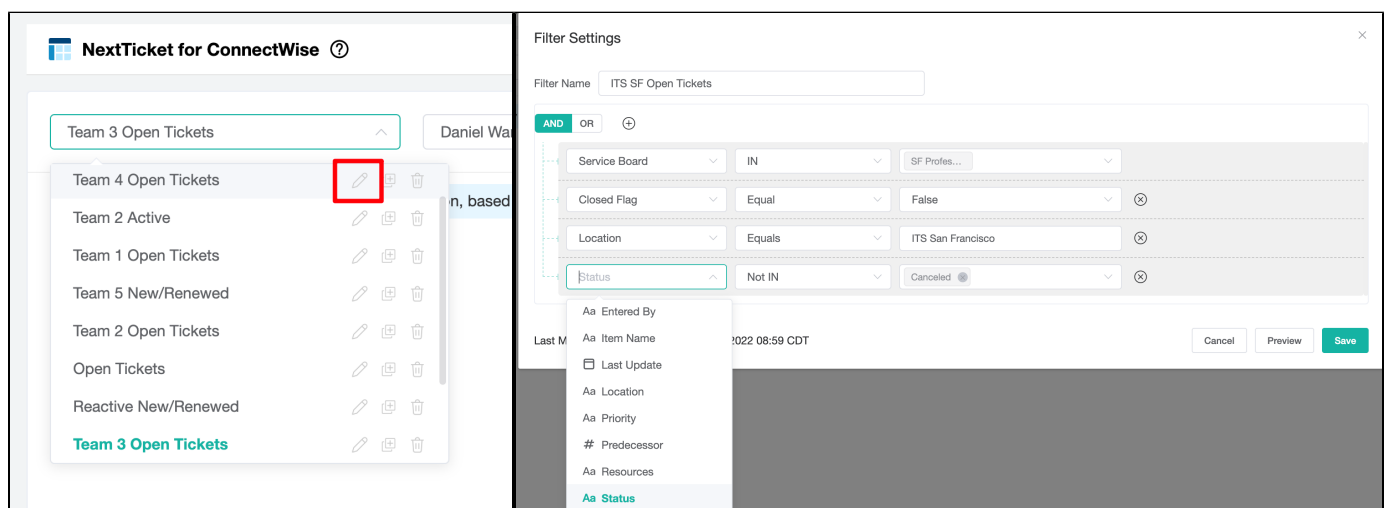 NextTicket for ConnectWise ?
Team 3 Open Tickets
Daniel War
Team 4 Open Tickets
n, based
Team 2 Active
Team 1 Open Tickets
Team 5 New/Renewed
Team 2 Open Tickets
Open Tickets
Reactive New/Renewed
Team 3 Open Tickets
Filter Settings
Filter Name ITS SF Open Tickets
AND OR
Service Board IN SF Profes...
Closed Flag Equal False
Location Equals ITS San Francisco
Status Not IN Canceled
Aa Entered By
Aa Item Name
Last M 2022 08:59 CDT
Cancel Preview Save
Last Update
Aa Location
Aa Priority
# Predecessor
Aa Resources
Aa Status